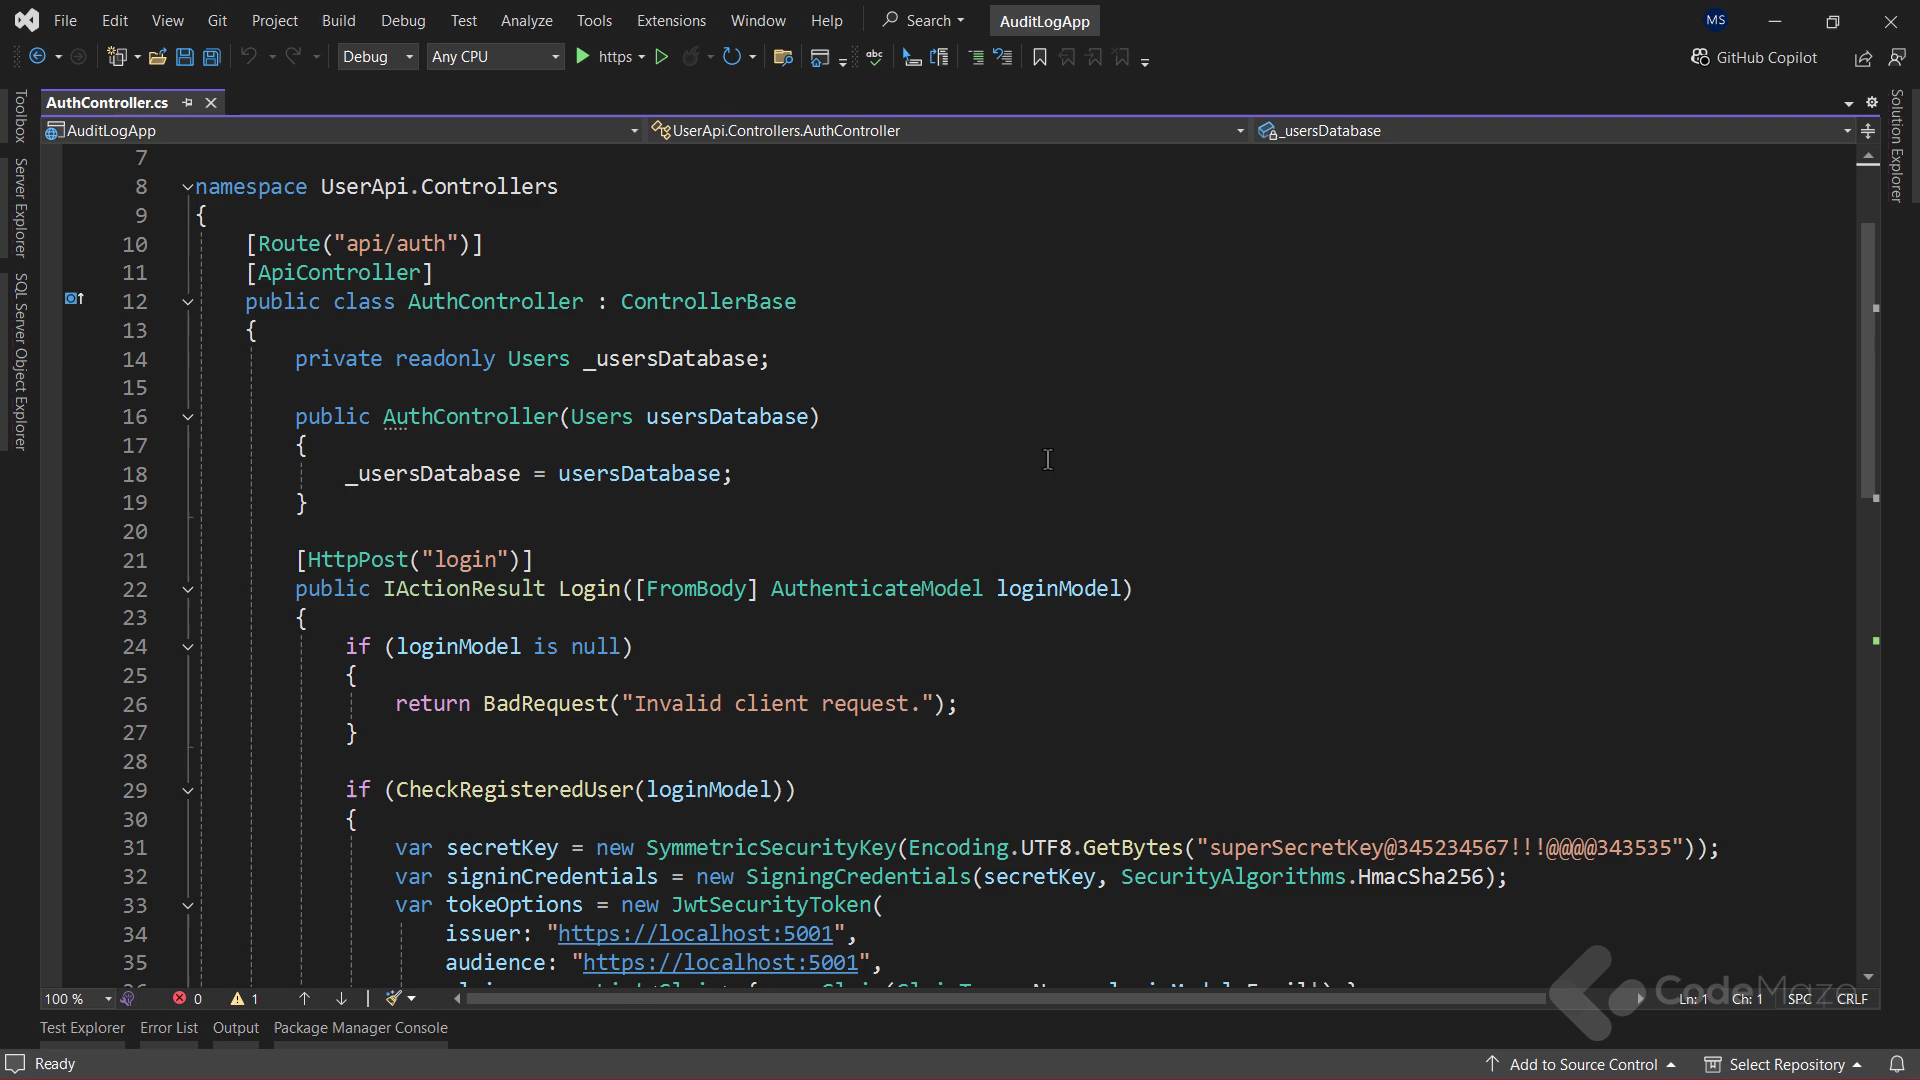 File Edit View Git Project Build Debug Test Analyze Tools Extensions Window Help Search AuditLogApp MS
Debug Any CPU https GitHub Copilot
AuthController.cs
AuditLogApp UserApi.Controllers.AuthController _usersDatabase
Toolbox
Server Explorer
SQL Server Object Explorer
Solution Explorer
7
8 namespace UserApi.Controllers
9 {
10 [Route("api/auth")]
11 [ApiController]
12 public class AuthController : ControllerBase
13 {
14 private readonly Users _usersDatabase;
15
16 public AuthController(Users usersDatabase)
17 {
18 _usersDatabase = usersDatabase;
19 }
20
21 [HttpPost("login")]
22 public IActionResult Login([FromBody] AuthenticateModel loginModel)
23 {
24 if (loginModel is null)
25 {
26 return BadRequest("Invalid client request.");
27 }
28
29 if (CheckRegisteredUser(loginModel))
30 {
31 var secretKey = new SymmetricSecurityKey(Encoding.UTF8.GetBytes("superSecretKey@345234567!!!@@@@343535"));
32 var signinCredentials = new SigningCredentials(secretKey, SecurityAlgorithms.HmacSha256);
33 var tokeOptions = new JwtSecurityToken(
34 issuer: "https://localhost:5001",
35 audience: "https://localhost:5001",
100 % 0 1 Ln: 1 Ch: 1 SPC CRLF
CodeMaze
Test Explorer Error List Output Package Manager Console
Ready Add to Source Control Select Repository